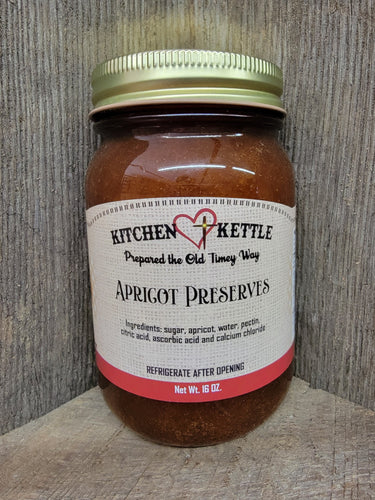 KITCHEN KETTLE
Prepared the Old Timey Way
APRICOT PRESERVES
Ingredients: sugar, apricot, water, pectin,
citric acid, ascorbic acid and calcium chloride
REFRIGERATE AFTER OPENING
Net Wt. 16 OZ.